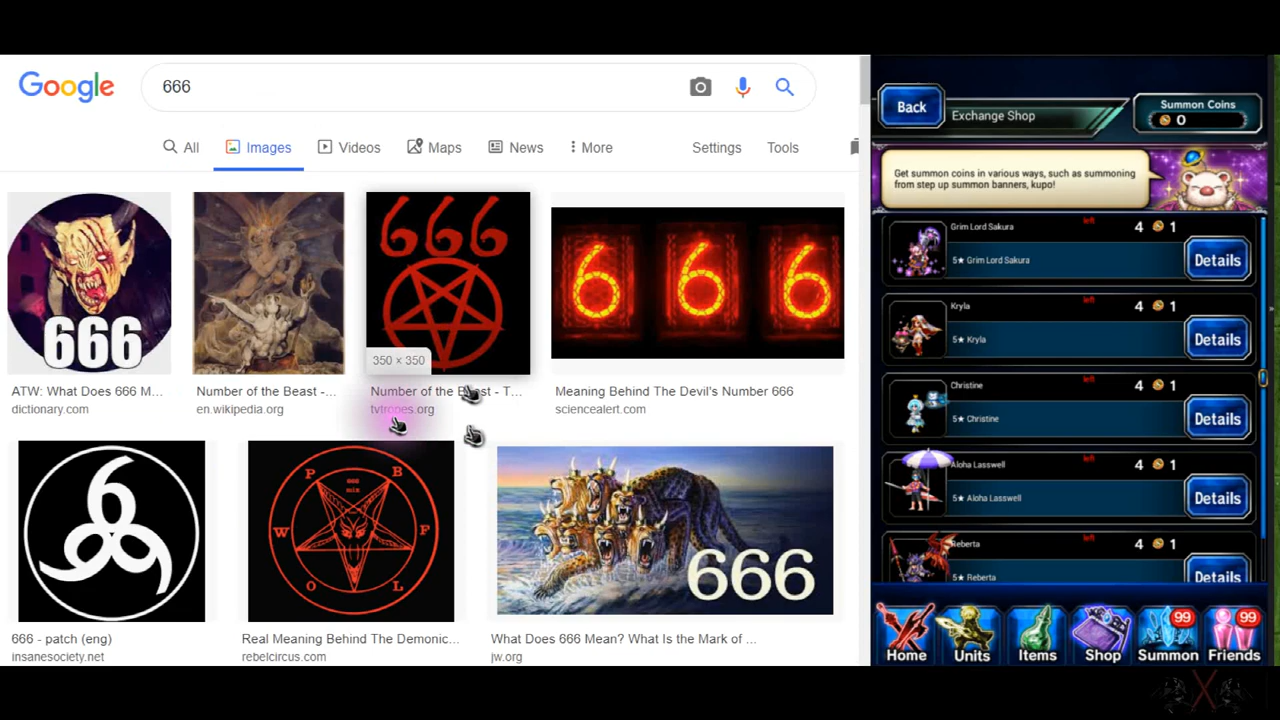 Google
666
All
Images
Videos
Maps
News
More
Settings
Tools
666
ATW: What Does 666 M...
dictionary.com
Number of the Beast -...
en.wikipedia.org
666
350 × 350
Number of the Beast - T...
tvtropes.org
6 6 6
Meaning Behind The Devil's Number 666
sciencealert.com
666 - patch (eng)
insanesociety.net
P B
666
mix
W F
O L
Real Meaning Behind The Demonic...
rebelcircus.com
666
What Does 666 Mean? What Is the Mark of ...
jw.org
Back
Exchange Shop
Summon Coins
0
Get summon coins in various ways, such as summoning
from step up summon banners, kupo!
Grim Lord Sakura left 4 1
5★ Grim Lord Sakura Details
Kryla left 4 1
5★ Kryla Details
Christine left 4 1
5★ Christine Details
Aloha Lasswell left 4 1
5★ Aloha Lasswell Details
Reberta left 4 1
5★ Reberta Details
99 99
Home Units Items Shop Summon Friends